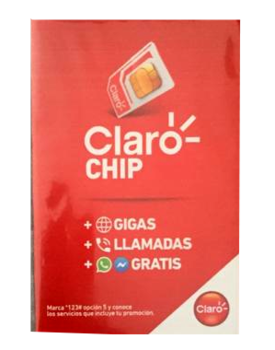 Claro
Claro
CHIP
+ GIGAS
+ LLAMADAS
+ GRATIS
Claro
Marca *123# opción 5 y conoce
los servicios que incluye tu promoción.